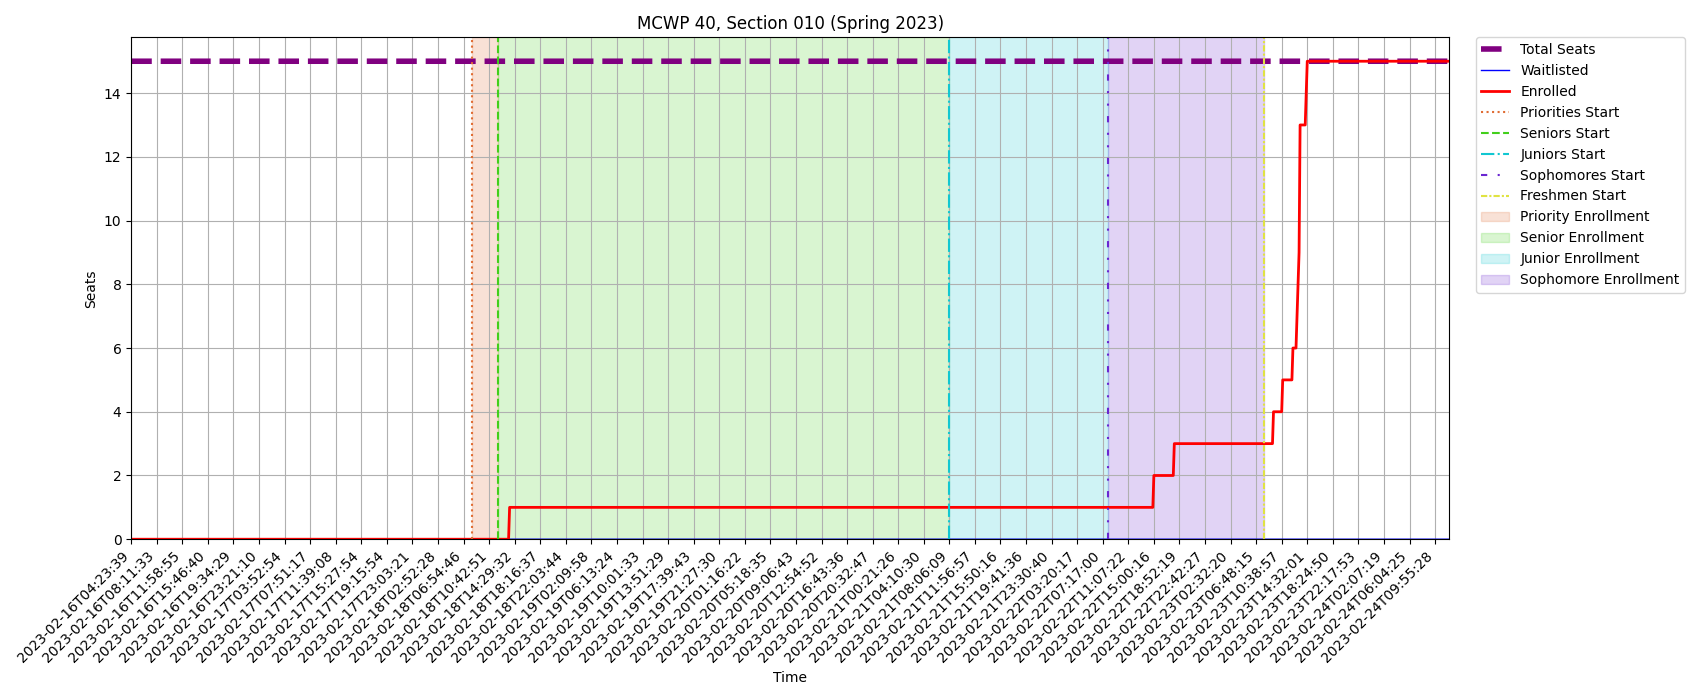 MCWP 40, Section 010 (Spring 2023)
Total Seats
Waitlisted
Enrolled
Priorities Start
Seniors Start
Juniors Start
Sophomores Start
Freshmen Start
Priority Enrollment
Senior Enrollment
Junior Enrollment
Sophomore Enrollment
Seats
14
12
10
8
6
4
2
0
2023-02-16T04:23:39
2023-02-16T08:11:33
2023-02-16T11:58:55
2023-02-16T15:46:40
2023-02-16T19:34:29
2023-02-16T23:21:10
2023-02-17T03:52:54
2023-02-17T07:51:17
2023-02-17T11:39:08
2023-02-17T15:27:54
2023-02-17T19:15:54
2023-02-17T23:03:21
2023-02-18T02:52:28
2023-02-18T06:54:46
2023-02-18T10:42:51
2023-02-18T14:29:32
2023-02-18T18:16:37
2023-02-18T22:03:44
2023-02-19T02:09:58
2023-02-19T06:13:24
2023-02-19T10:01:33
2023-02-19T13:51:29
2023-02-19T17:39:43
2023-02-19T21:27:30
2023-02-20T01:16:22
2023-02-20T05:18:35
2023-02-20T09:06:43
2023-02-20T12:54:52
2023-02-20T16:43:36
2023-02-20T20:32:47
2023-02-21T00:21:26
2023-02-21T04:10:30
2023-02-21T08:06:09
2023-02-21T11:56:57
2023-02-21T15:50:16
2023-02-21T19:41:36
2023-02-21T23:30:40
2023-02-22T03:20:17
2023-02-22T07:17:00
2023-02-22T11:07:22
2023-02-22T15:00:16
2023-02-22T18:52:19
2023-02-22T22:42:27
2023-02-23T02:32:20
2023-02-23T06:48:15
2023-02-23T10:38:57
2023-02-23T14:32:01
2023-02-23T18:24:50
2023-02-23T22:17:53
2023-02-24T02:07:19
2023-02-24T06:04:25
2023-02-24T09:55:28
Time